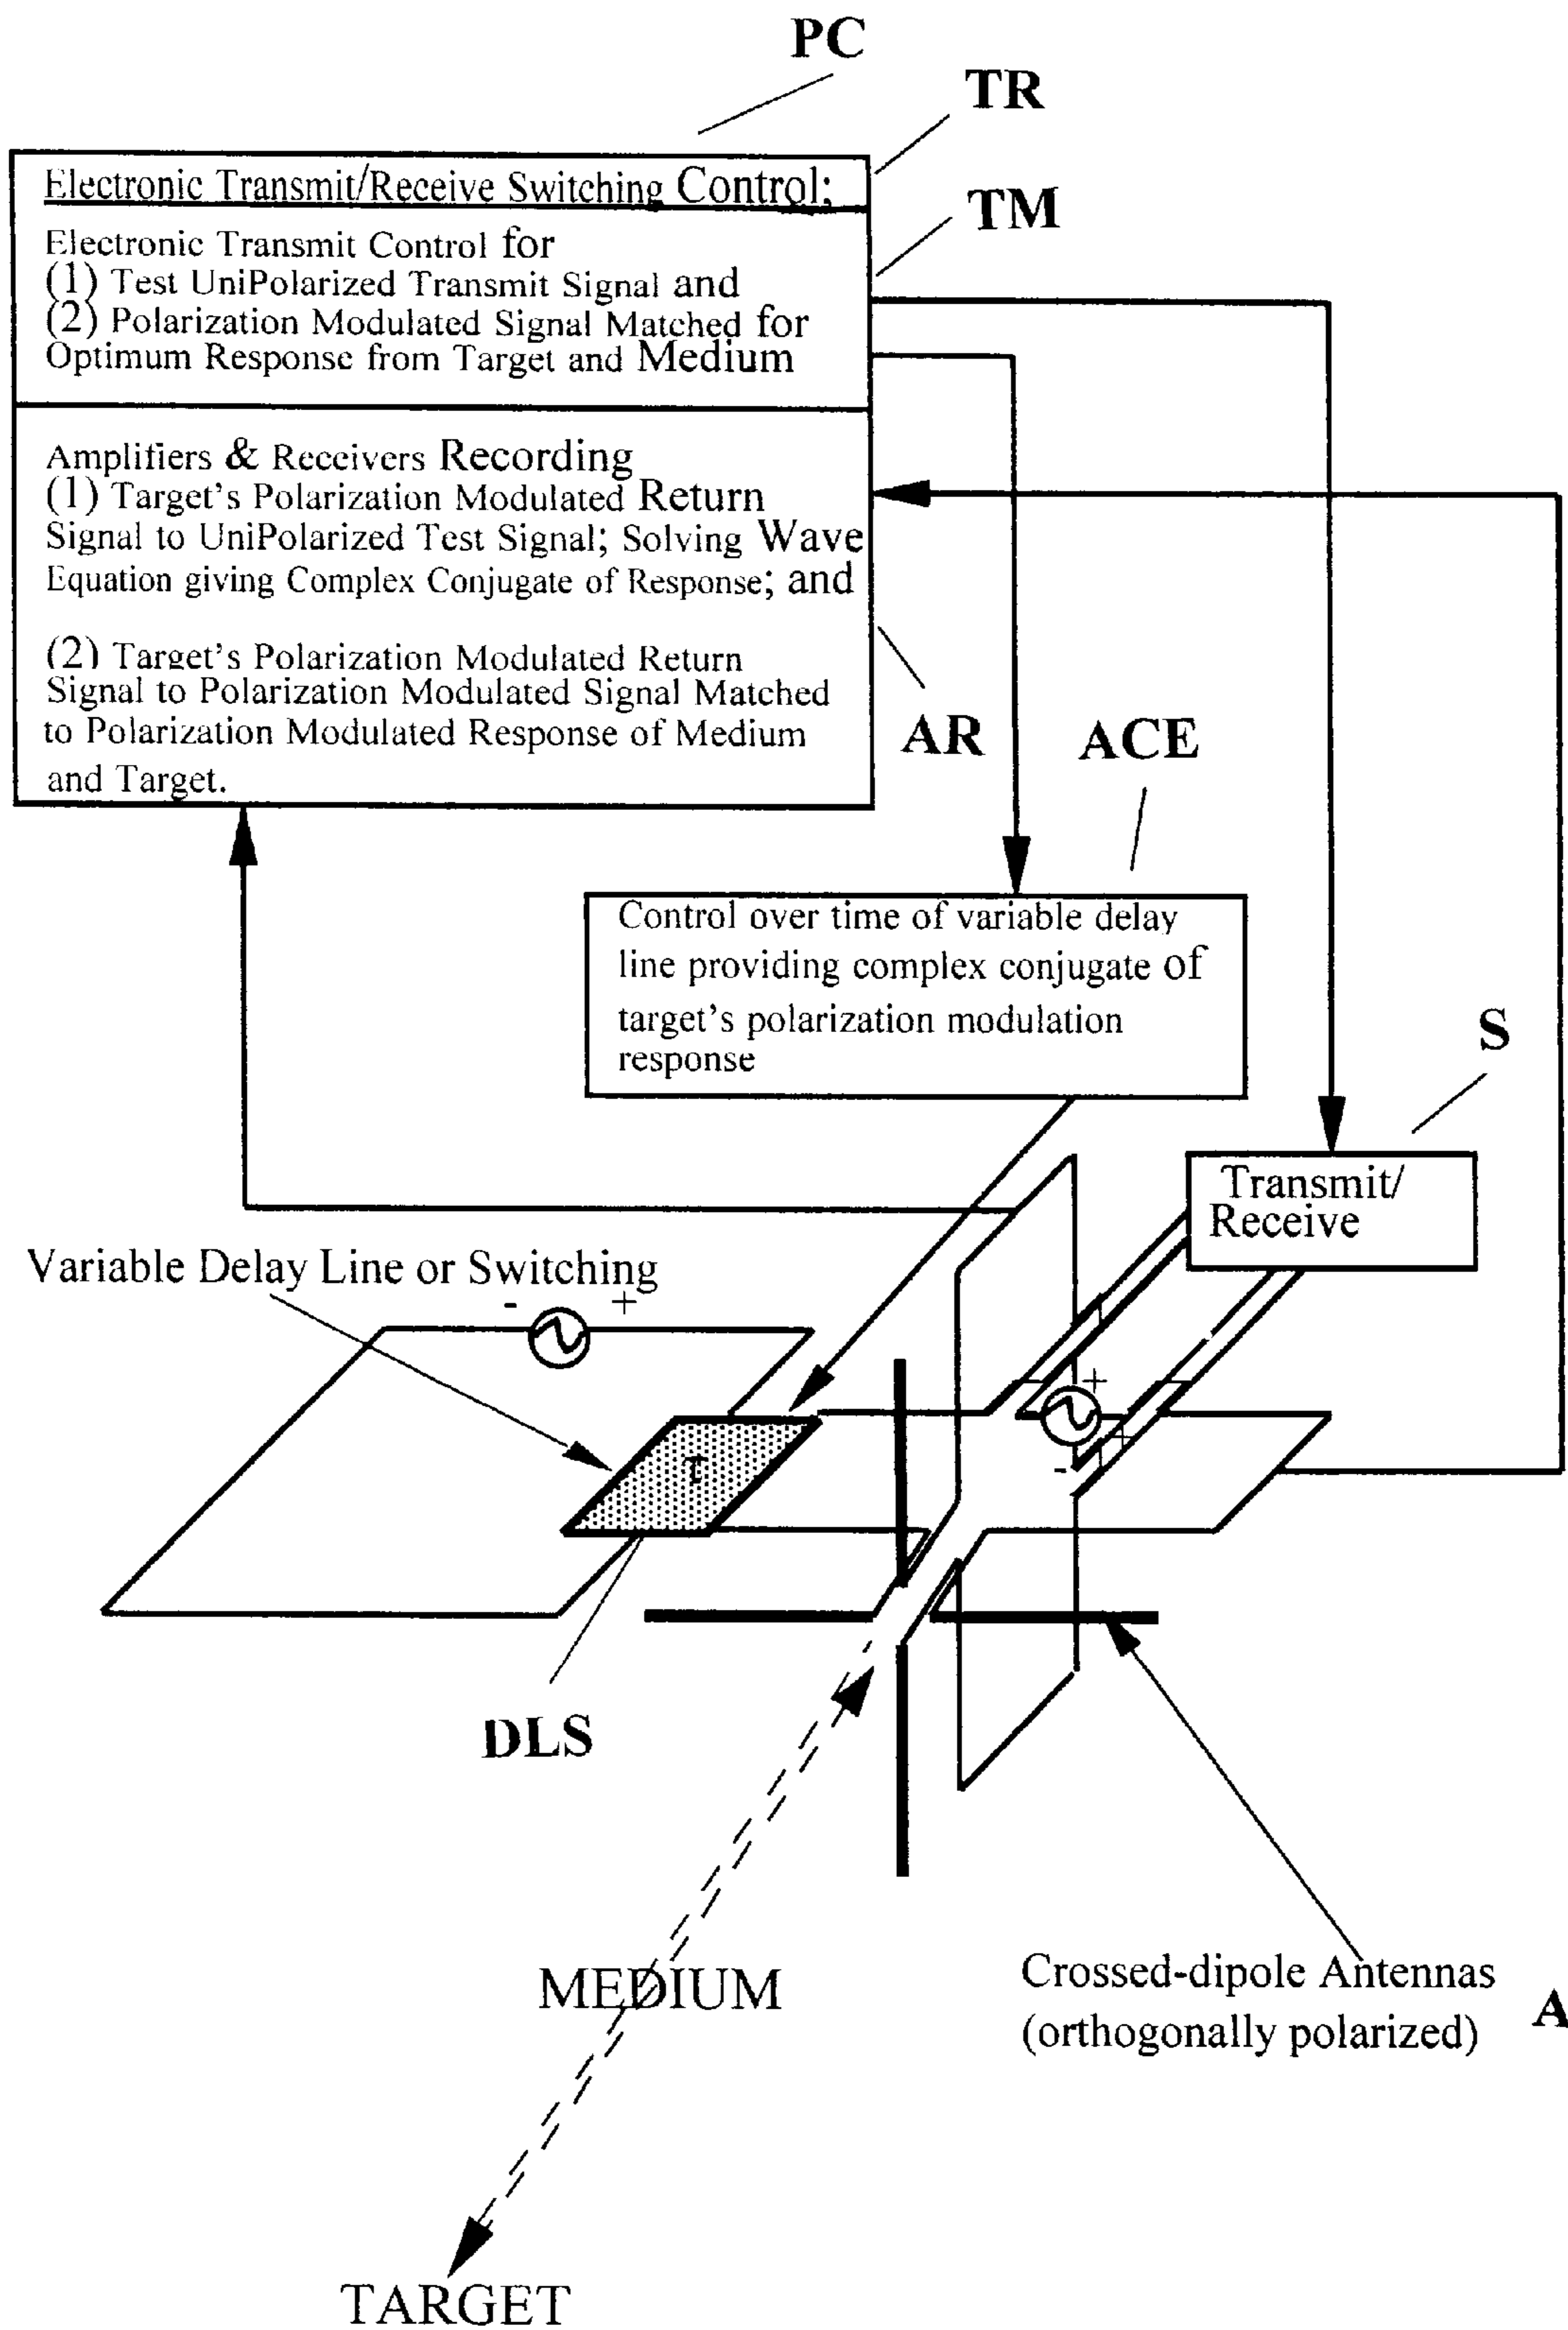 PC
TR
TM
Electronic Transmit/Receive Switching Control;
Electronic Transmit Control for
(1) Test UniPolarized Transmit Signal and
(2) Polarization Modulated Signal Matched for
Optimum Response from Target and Medium
Amplifiers & Receivers Recording
(1) Target's Polarization Modulated Return
Signal to UniPolarized Test Signal; Solving Wave
Equation giving Complex Conjugate of Response; and
(2) Target's Polarization Modulated Return
Signal to Polarization Modulated Signal Matched
to Polarization Modulated Response of Medium
and Target.
AR
ACE
Control over time of variable delay
line providing complex conjugate of
target's polarization modulation
response
S
Transmit/
Receive
Variable Delay Line or Switching
- +
+
+
-
τ
DLS
MEDIUM
Crossed-dipole Antennas
(orthogonally polarized)
A
TARGET